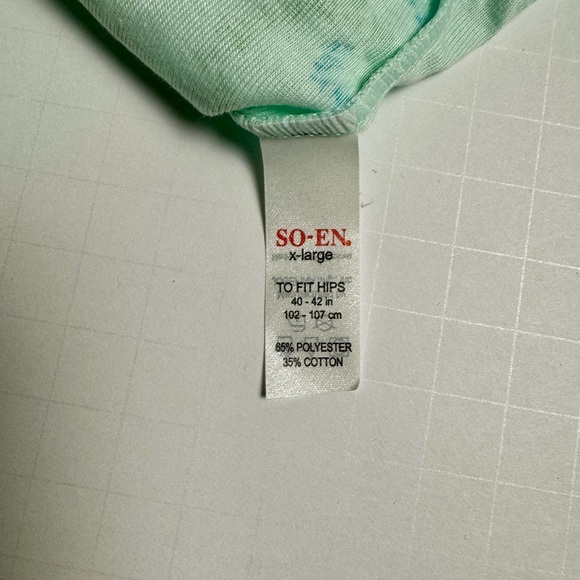 SO-EN.
x-large
TO FIT HIPS
40 - 42 in
102 - 107 cm
65% POLYESTER
35% COTTON